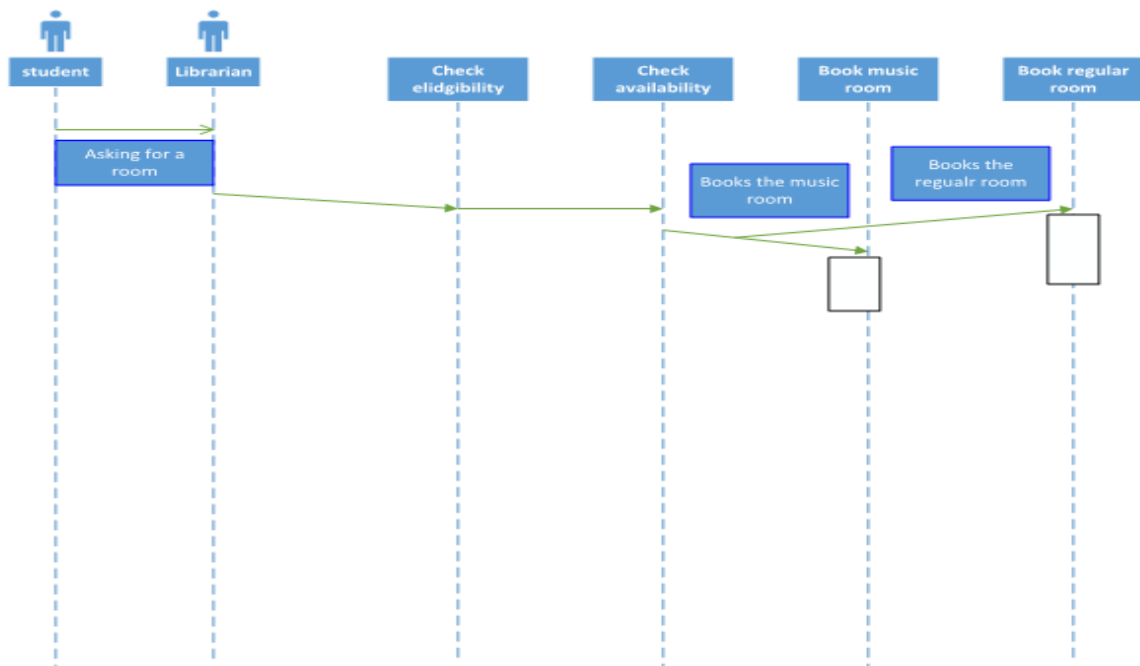 student
Librarian
Check
elidgibility
Check
availability
Book music
room
Book regular
room
Asking for a
room
Books the music
room
Books the
regualr room